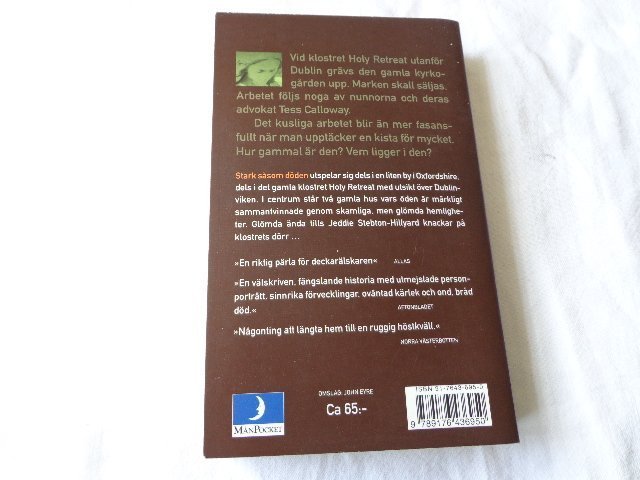 Vid klostret Holy Retreat utanför
Dublin grävs den gamla kyrko-
gården upp. Marken skall säljas.
Arbetet följs noga av nunnorna och deras
advokat Tess Calloway.
Det kusliga arbetet blir än mer fasans-
fullt när man upptäcker en kista för mycket.
Hur gammal är den? Vem ligger i den?
Stark såsom döden utspelar sig dels i en liten by i Oxfordshire,
dels i det gamla klostret Holy Retreat med utsikt över Dublin-
viken. I centrum står två gamla hus vars öden är märkligt
sammantvinnade genom skamliga, men glömda hemlighe-
ter. Glömda ända tills Jeddie Stebton-Hillyard knackar på
klostrets dörr ...
»En riktig pärla för deckarälskaren« ALLAS
»En välskriven, fängslande historia med utmejslade person-
porträtt, sinnrika förvecklingar, oväntad kärlek och ond, bråd
död.« AFTONBLADET
»Någonting att längta hem till en ruggig höstkväll.«
NORRA VÄSTERBOTTEN
OMSLAG: JOHN EYRE
Ca 65:-
MÅNPOCKET
ISBN 91-7643-695-0
9 789176 436950